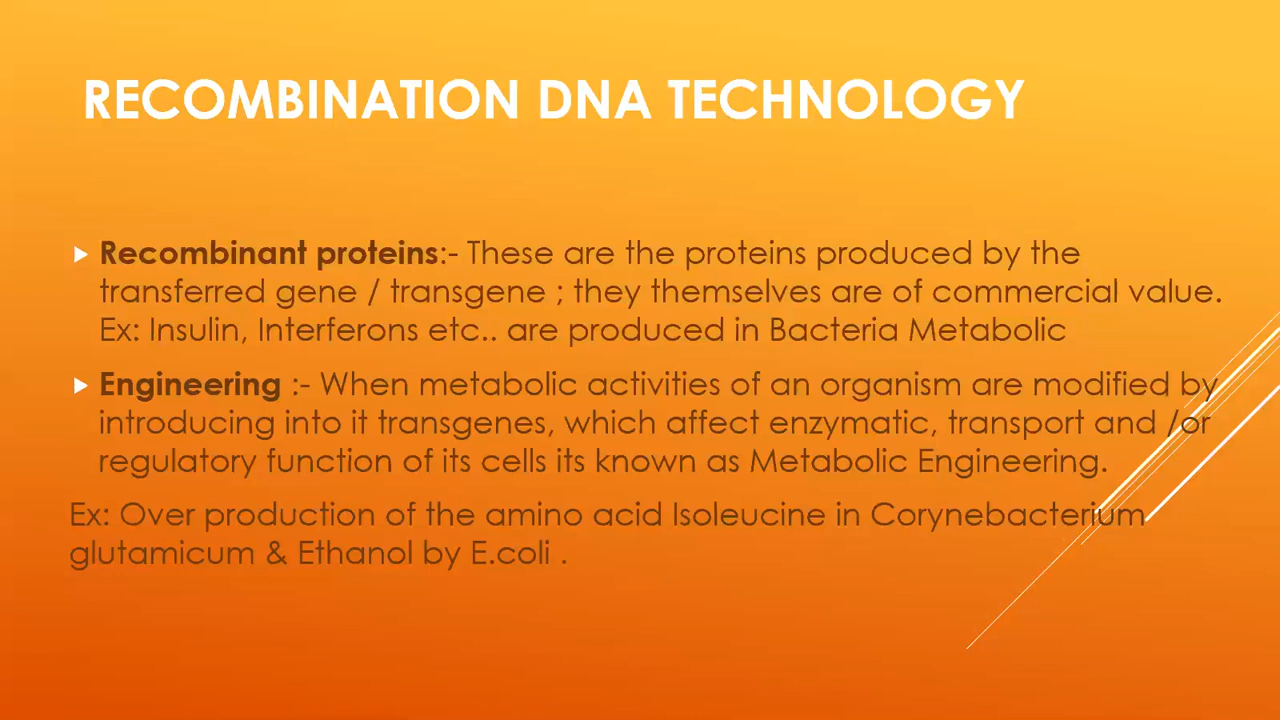 RECOMBINATION DNA TECHNOLOGY
Recombinant proteins:- These are the proteins produced by the
transferred gene / transgene ; they themselves are of commercial value.
Ex: Insulin, Interferons etc.. are produced in Bacteria Metabolic
Engineering :- When metabolic activities of an organism are modified by
introducing into it transgenes, which affect enzymatic, transport and /or
regulatory function of its cells its known as Metabolic Engineering.
Ex: Over production of the amino acid Isoleucine in Corynebacterium
glutamicum & Ethanol by E.coli .